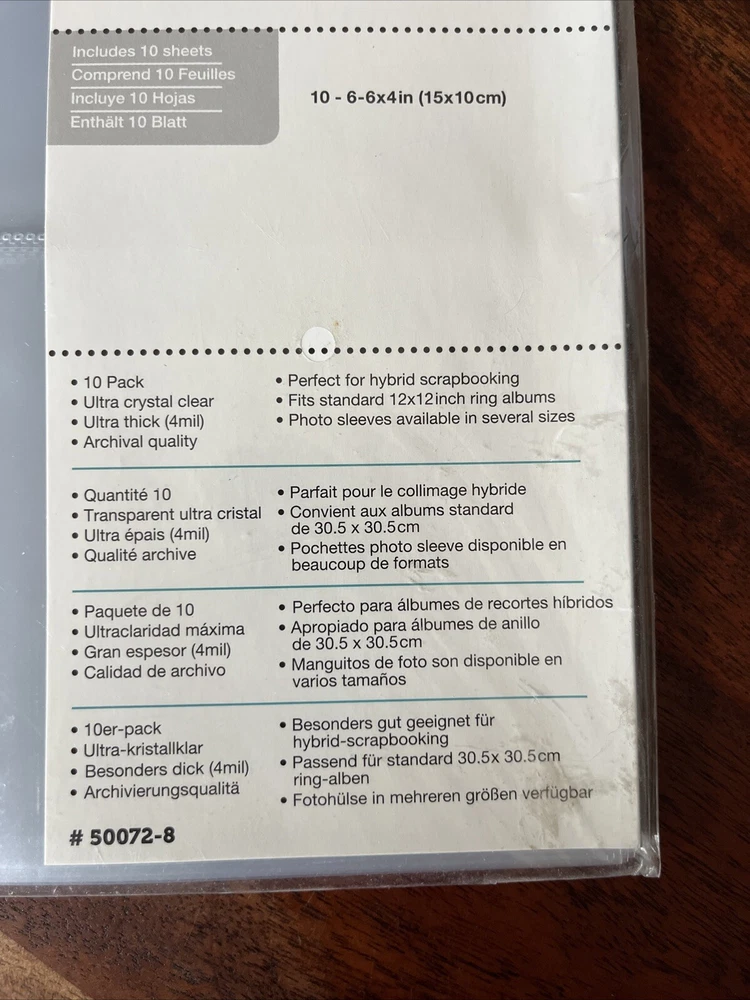 Includes 10 sheets
Comprend 10 Feuilles
Incluye 10 Hojas
Enthält 10 Blatt
10 - 6-6x4in (15x10cm)
• 10 Pack
• Ultra crystal clear
• Ultra thick (4mil)
• Archival quality
• Perfect for hybrid scrapbooking
• Fits standard 12x12inch ring albums
• Photo sleeves available in several sizes
• Quantité 10
• Transparent ultra cristal
• Ultra épais (4mil)
• Qualité archive
• Parfait pour le collimage hybride
• Convient aux albums standard
de 30.5 x 30.5cm
• Pochettes photo sleeve disponible en
beaucoup de formats
• Paquete de 10
• Ultraclaridad máxima
• Gran espesor (4mil)
• Calidad de archivo
• Perfecto para álbumes de recortes híbridos
• Apropiado para álbumes de anillo
de 30.5 x 30.5cm
• Manguitos de foto son disponible en
varios tamaños
• 10er-pack
• Ultra-kristallklar
• Besonders dick (4mil)
• Archivierungsqualitä
• Besonders gut geeignet für
hybrid-scrapbooking
• Passend für standard 30.5x 30.5cm
ring-alben
• Fotohülse in mehreren größen verfügbar
# 50072-8